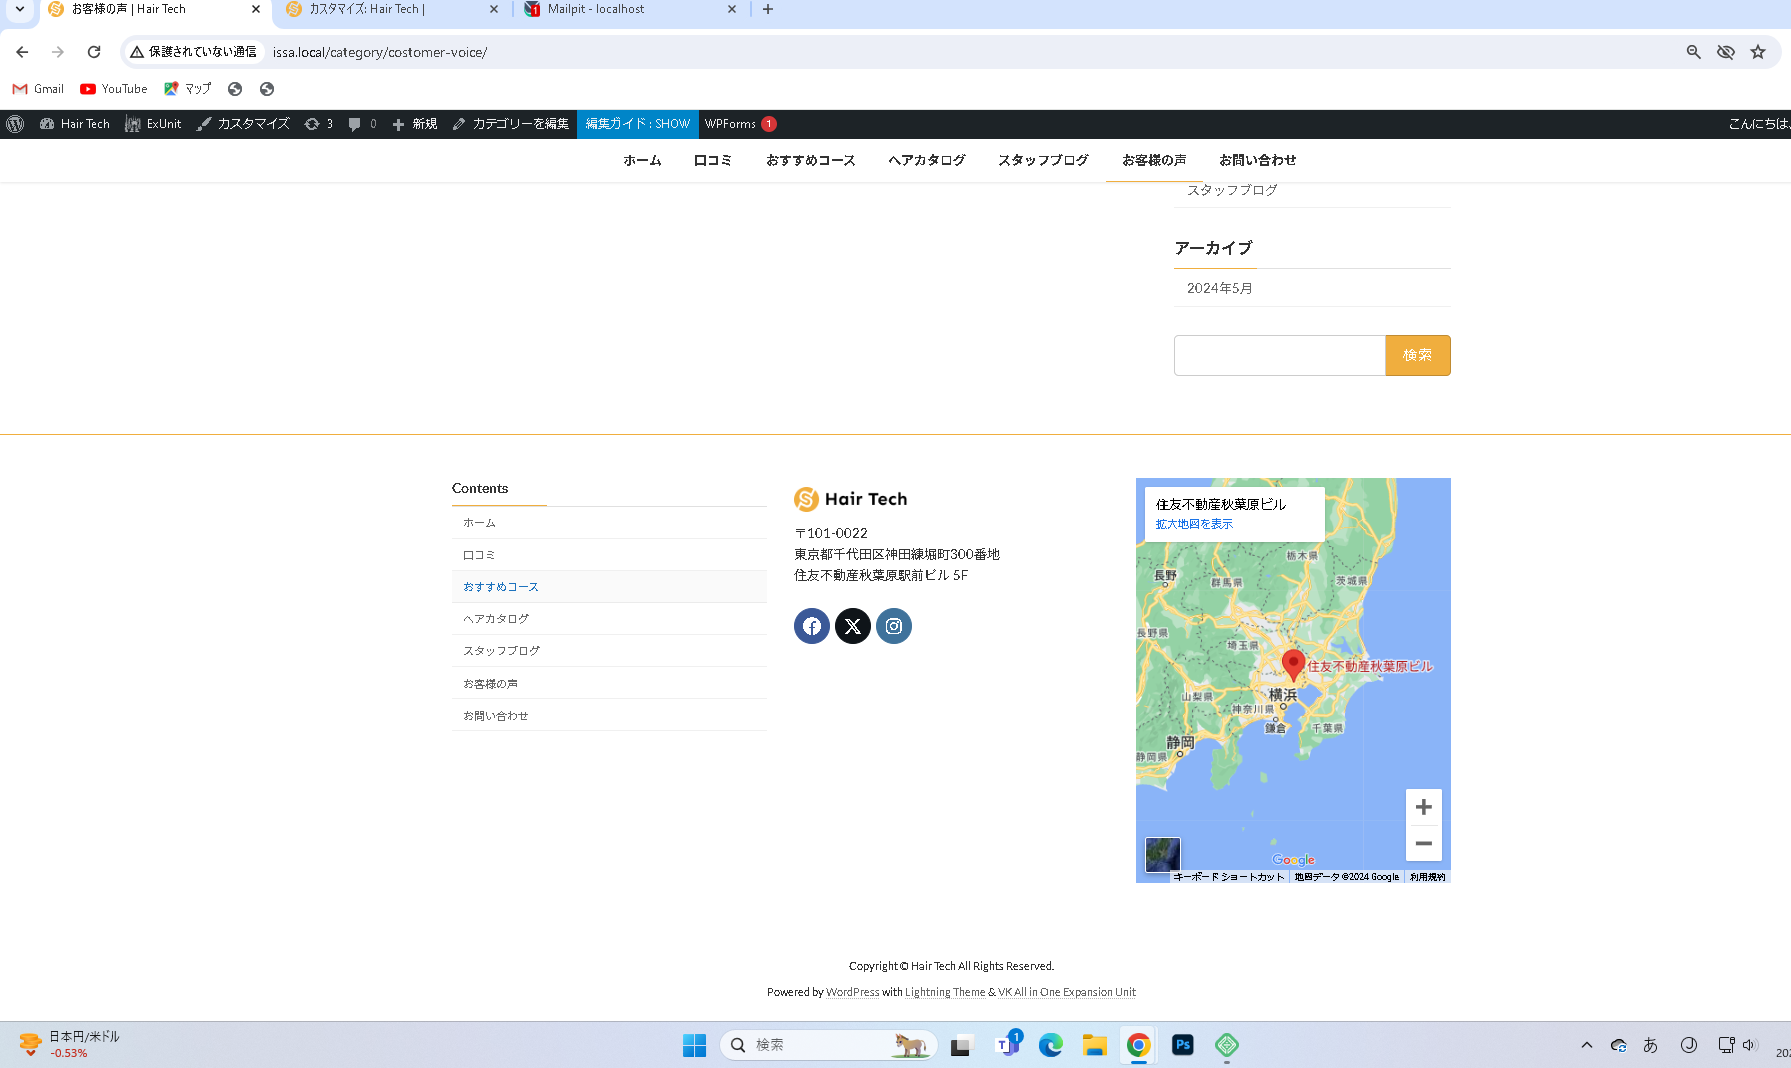 お客様の声 | Hair Tech
カスタマイズ: Hair Tech |
Mailpit - localhost
保護されていない通信
issa.local/category/costomer-voice/
Gmail
YouTube
マップ
Hair Tech
ExUnit
カスタマイズ
3
0
新規
カテゴリーを編集
編集ガイド : SHOW
WPForms 1
こんにちは、
ホーム
口コミ
おすすめコース
ヘアカタログ
スタッフブログ
お客様の声
お問い合わせ
スタッフブログ
アーカイブ
2024年5月
検索
Contents
ホーム
口コミ
おすすめコース
ヘアカタログ
スタッフブログ
お客様の声
お問い合わせ
Hair Tech
〒101-0022
東京都千代田区神田練堀町300番地
住友不動産秋葉原駅前ビル 5F
住友不動産秋葉原ビル
拡大地図を表示
栃木県
長野
群馬県
茨城県
長野県
埼玉県
住友不動産秋葉原ビル
山梨県
横浜
神奈川県
鎌倉
千葉県
静岡
静岡県
Google
キーボード ショートカット
地図データ ©2024 Google
利用規約
Copyright © Hair Tech All Rights Reserved.
Powered by WordPress with Lightning Theme & VK All in One Expansion Unit
日本円/米ドル
-0.53%
検索
1
Ps
あ
202